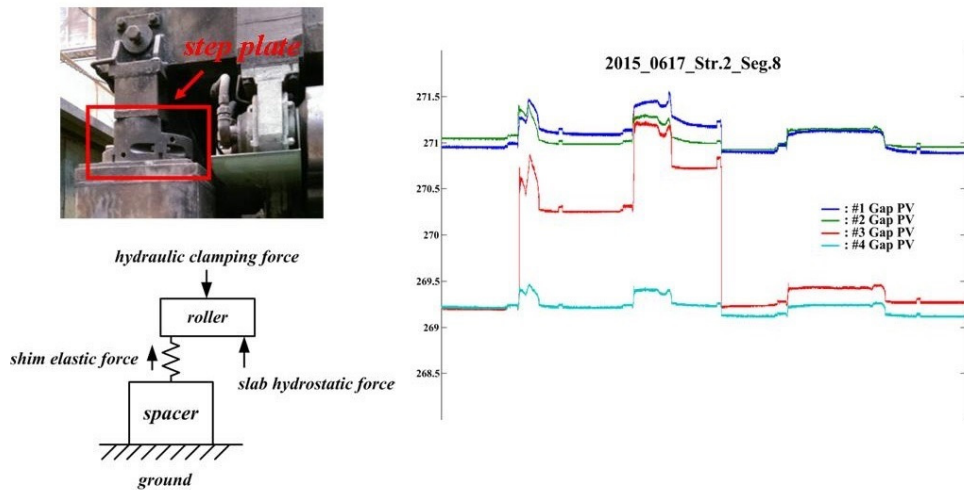 step plate
hydraulic clamping force
roller
shim elastic force
slab hydrostatic force
spacer
ground
2015_0617_Str.2_Seg.8
271.5
271
270.5
270
269.5
269
268.5
: #1 Gap PV
: #2 Gap PV
: #3 Gap PV
: #4 Gap PV